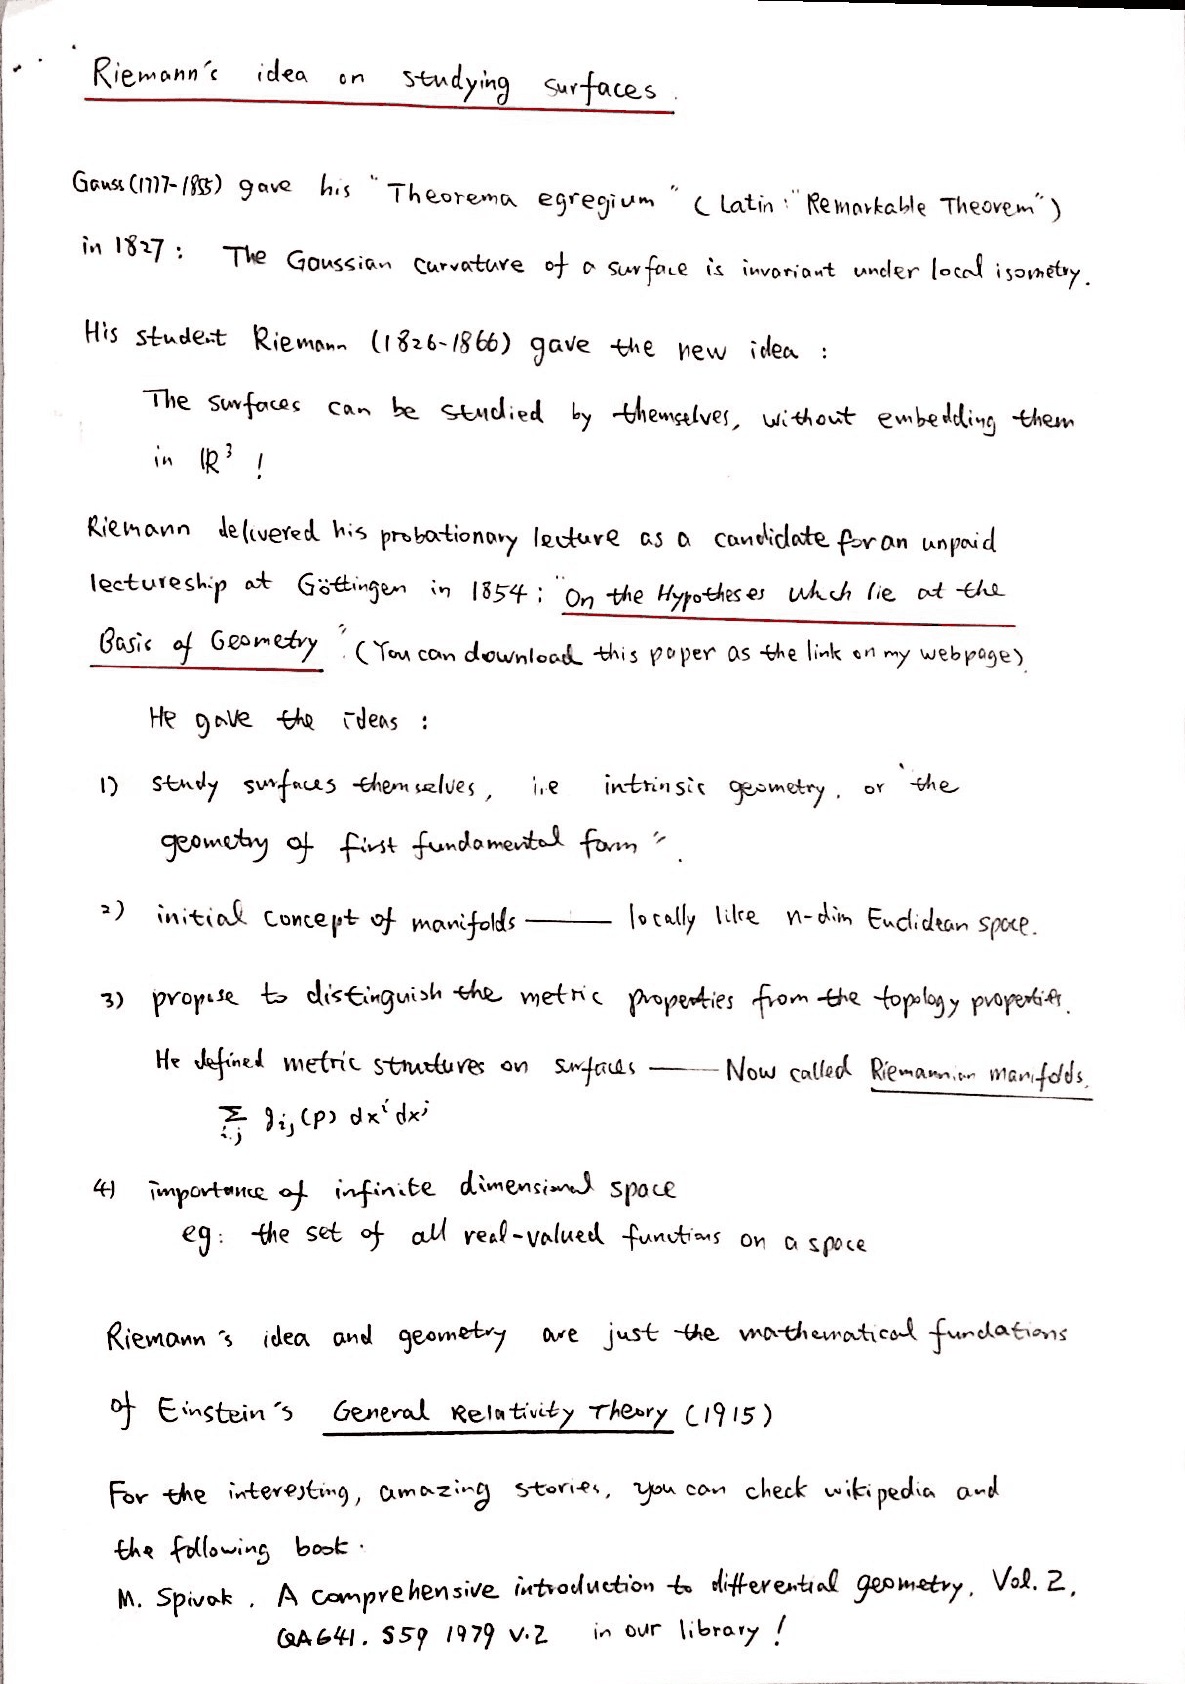 Riemann's idea on studying surfaces.
Gauss (1777-1855) gave his "Theorema egregium" (Latin: "Remarkable Theorem")
in 1827: The Gaussian curvature of a surface is invariant under local isometry.
His student Riemann (1826-1866) gave the new idea:
The surfaces can be studied by themselves, without embedding them
in ℝ³ !
Riemann delivered his probationary lecture as a candidate for an unpaid
lectureship at Göttingen in 1854: "On the Hypotheses which lie at the
Basis of Geometry". (You can download this paper as the link on my webpage)
He gave the ideas:
1) study surfaces themselves, i.e intrinsic geometry, or "the
geometry of first fundamental form".
2) initial concept of manifolds —— locally like n-dim Euclidean space.
3) propose to distinguish the metric properties from the topology properties.
He defined metric structures on surfaces —— Now called Riemannian manifolds.
∑_{i,j} g_{ij}(p) dx^i dx^j
4) importance of infinite dimensional space
eg: the set of all real-valued functions on a space
Riemann's idea and geometry are just the mathematical fundations
of Einstein's General Relativity Theory (1915)
For the interesting, amazing stories, you can check wikipedia and
the following book.
M. Spivak, A comprehensive introduction to differential geometry, Vol. 2,
QA641. S59 1979 V.2 in our library!